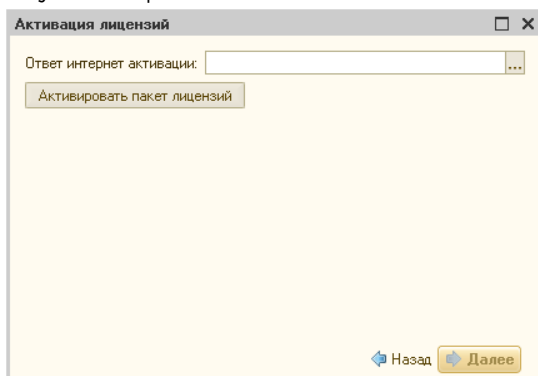 Активация лицензий
Ответ интернет активации: ...
Активировать пакет лицензий
Назад Далее